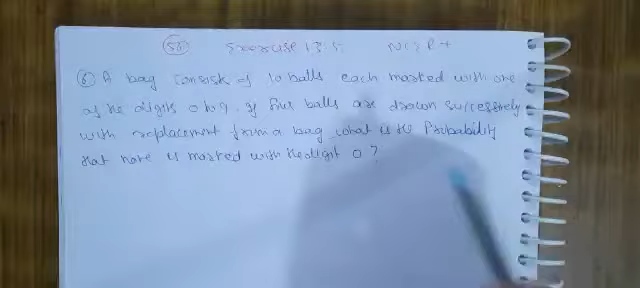 58 Exercise 13.5 NCERT
6 A bag consists of 10 balls each marked with one
of the digits 0 to 9. If four balls are drown successively
with replacement from a bag what is the Probability
that none is marked with the digit 0 ?